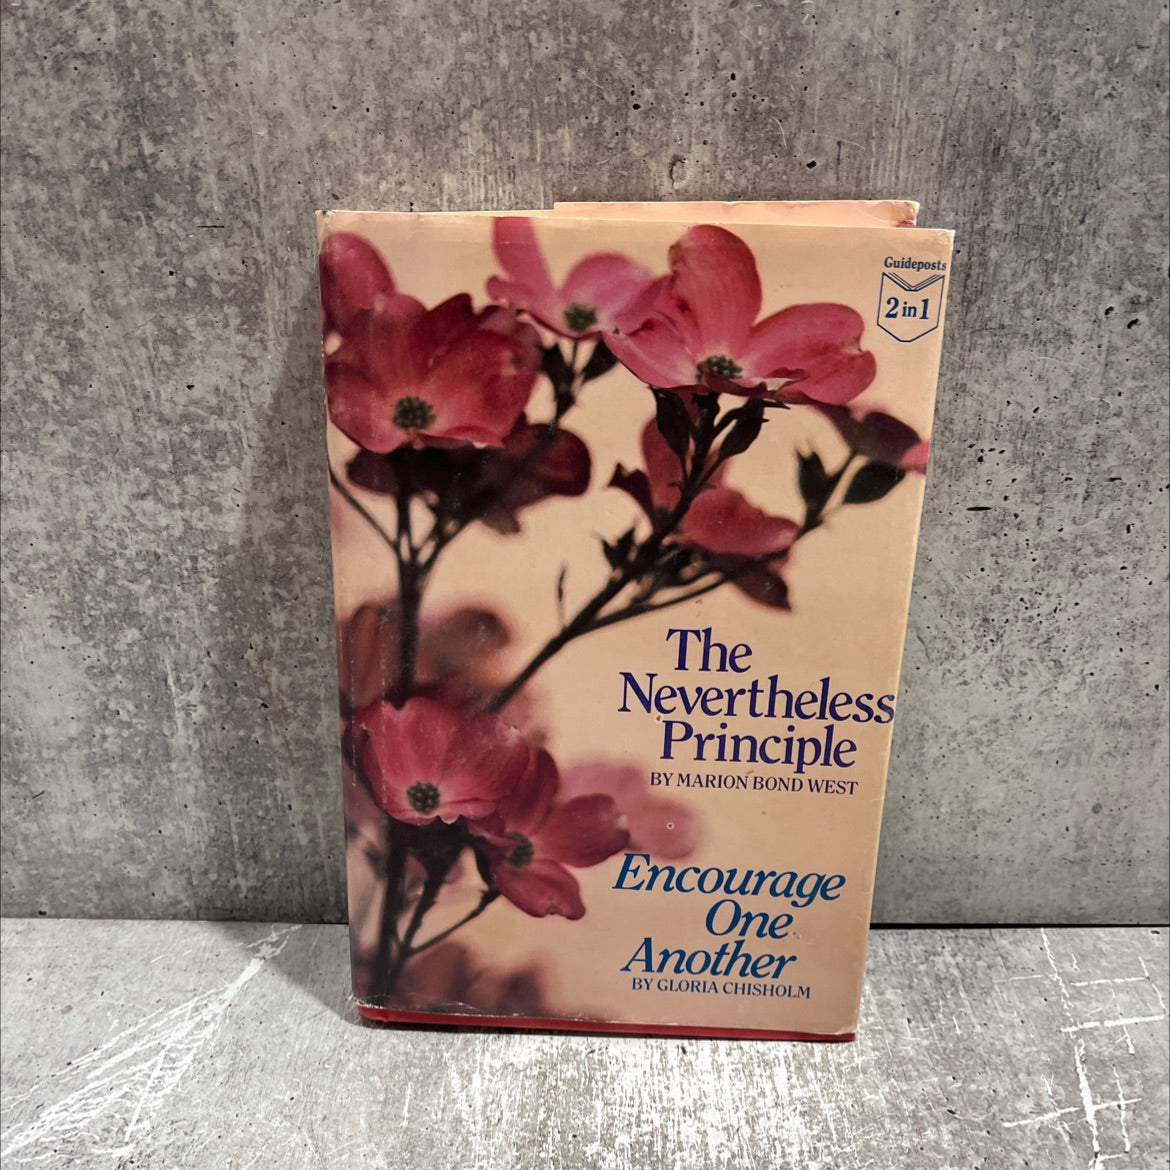 Guideposts
2 in 1
The
Nevertheless
Principle
BY MARION BOND WEST
Encourage
One
Another
BY GLORIA CHISHOLM